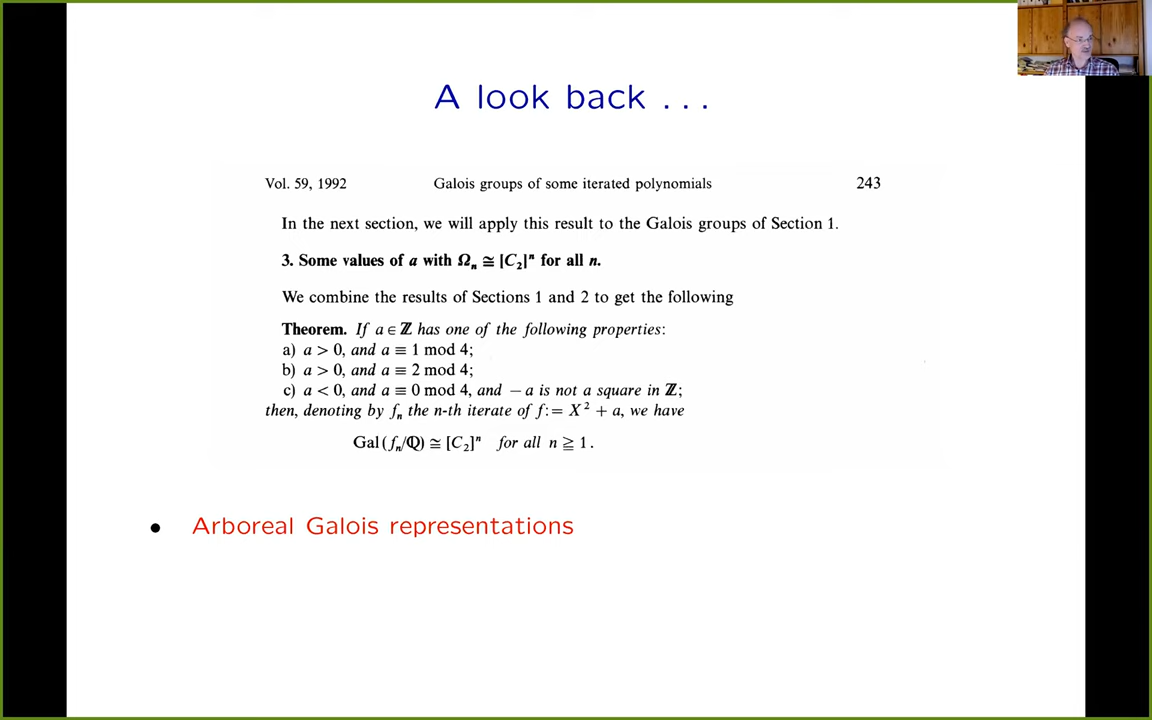 A look back . . .
Vol. 59, 1992 Galois groups of some iterated polynomials 243
In the next section, we will apply this result to the Galois groups of Section 1.
3. Some values of a with Ωₙ ≅ [C₂]ⁿ for all n.
We combine the results of Sections 1 and 2 to get the following
Theorem. If a ∈ ℤ has one of the following properties:
a) a > 0, and a ≡ 1 mod 4;
b) a > 0, and a ≡ 2 mod 4;
c) a < 0, and a ≡ 0 mod 4, and − a is not a square in ℤ;
then, denoting by fₙ the n-th iterate of f := X² + a, we have
Gal(fₙ/ℚ) ≅ [C₂]ⁿ for all n ≧ 1.
• Arboreal Galois representations